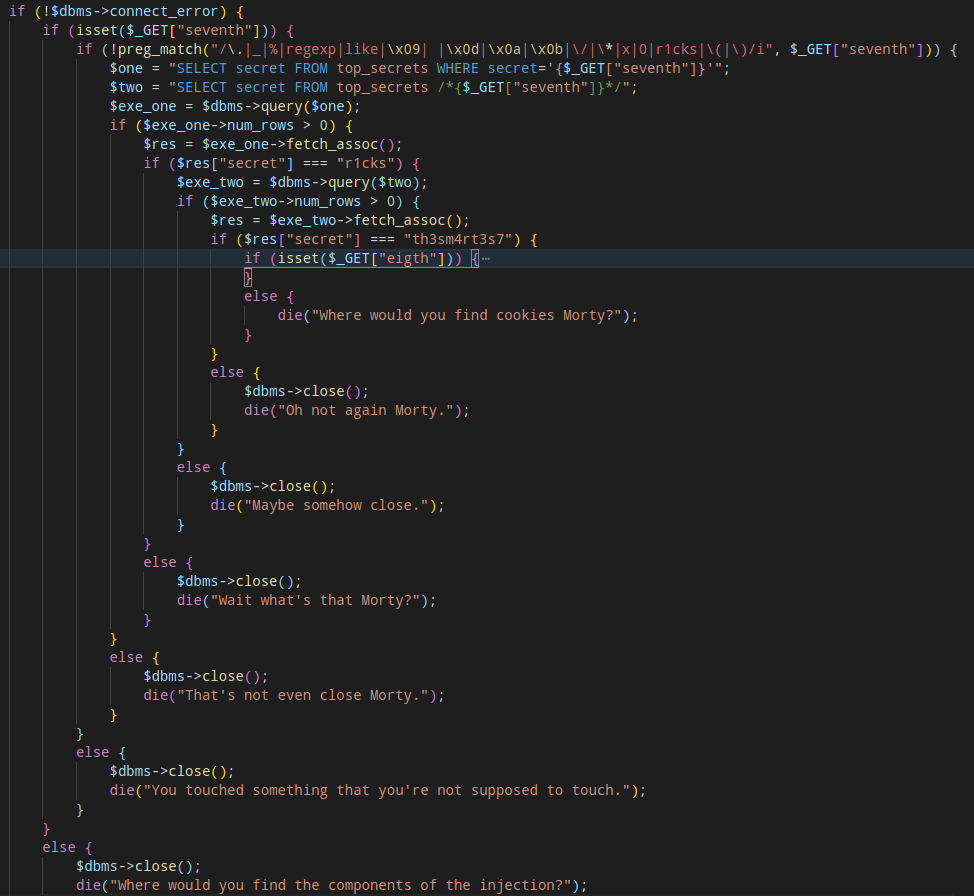 if (!$dbms->connect_error) {
    if (isset($_GET["seventh"])) {
        if (!preg_match("/\.|_|%|regexp|like|\x09| |\x0d|\x0a|\x0b|\/|\*|x|0|r1cks|\(|\)/i", $_GET["seventh"])) {
            $one = "SELECT secret FROM top_secrets WHERE secret='{$_GET["seventh"]}'";
            $two = "SELECT secret FROM top_secrets /*{$_GET["seventh"]}*/";
            $exe_one = $dbms->query($one);
            if ($exe_one->num_rows > 0) {
                $res = $exe_one->fetch_assoc();
                if ($res["secret"] === "r1cks") {
                    $exe_two = $dbms->query($two);
                    if ($exe_two->num_rows > 0) {
                        $res = $exe_two->fetch_assoc();
                        if ($res["secret"] === "th3sm4rt3s7") {
                            if (isset($_GET["eigth"])) {⋯
                            }
                            else {
                                die("Where would you find cookies Morty?");
                            }
                        }
                        else {
                            $dbms->close();
                            die("Oh not again Morty.");
                        }
                    }
                    else {
                        $dbms->close();
                        die("Maybe somehow close.");
                    }
                }
                else {
                    $dbms->close();
                    die("Wait what's that Morty?");
                }
            }
            else {
                $dbms->close();
                die("That's not even close Morty.");
            }
        }
        else {
            $dbms->close();
            die("You touched something that you're not supposed to touch.");
        }
    }
    else {
        $dbms->close();
        die("Where would you find the components of the injection?");